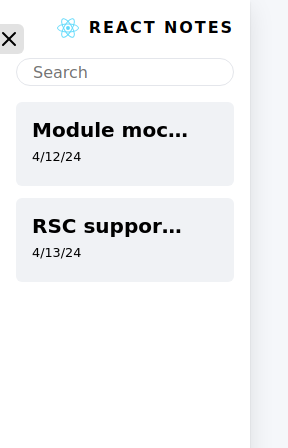 REACT NOTES
Search
Module moc...
4/12/24
RSC suppor...
4/13/24